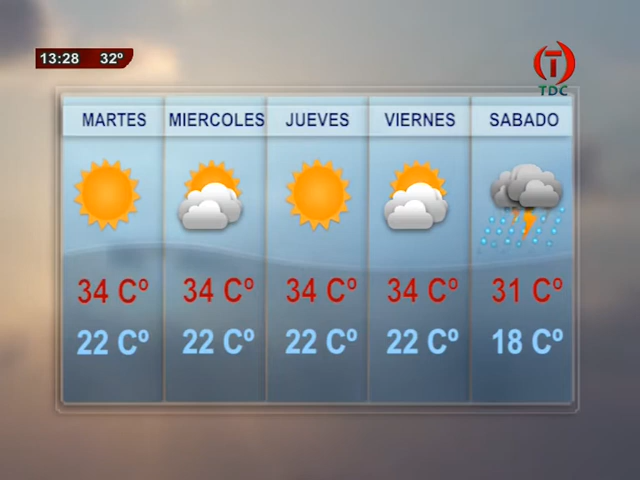 13:28 32º
T
TDC
MARTES MIERCOLES JUEVES VIERNES SABADO
34 Cº 34 Cº 34 Cº 34 Cº 31 Cº
22 Cº 22 Cº 22 Cº 22 Cº 18 Cº